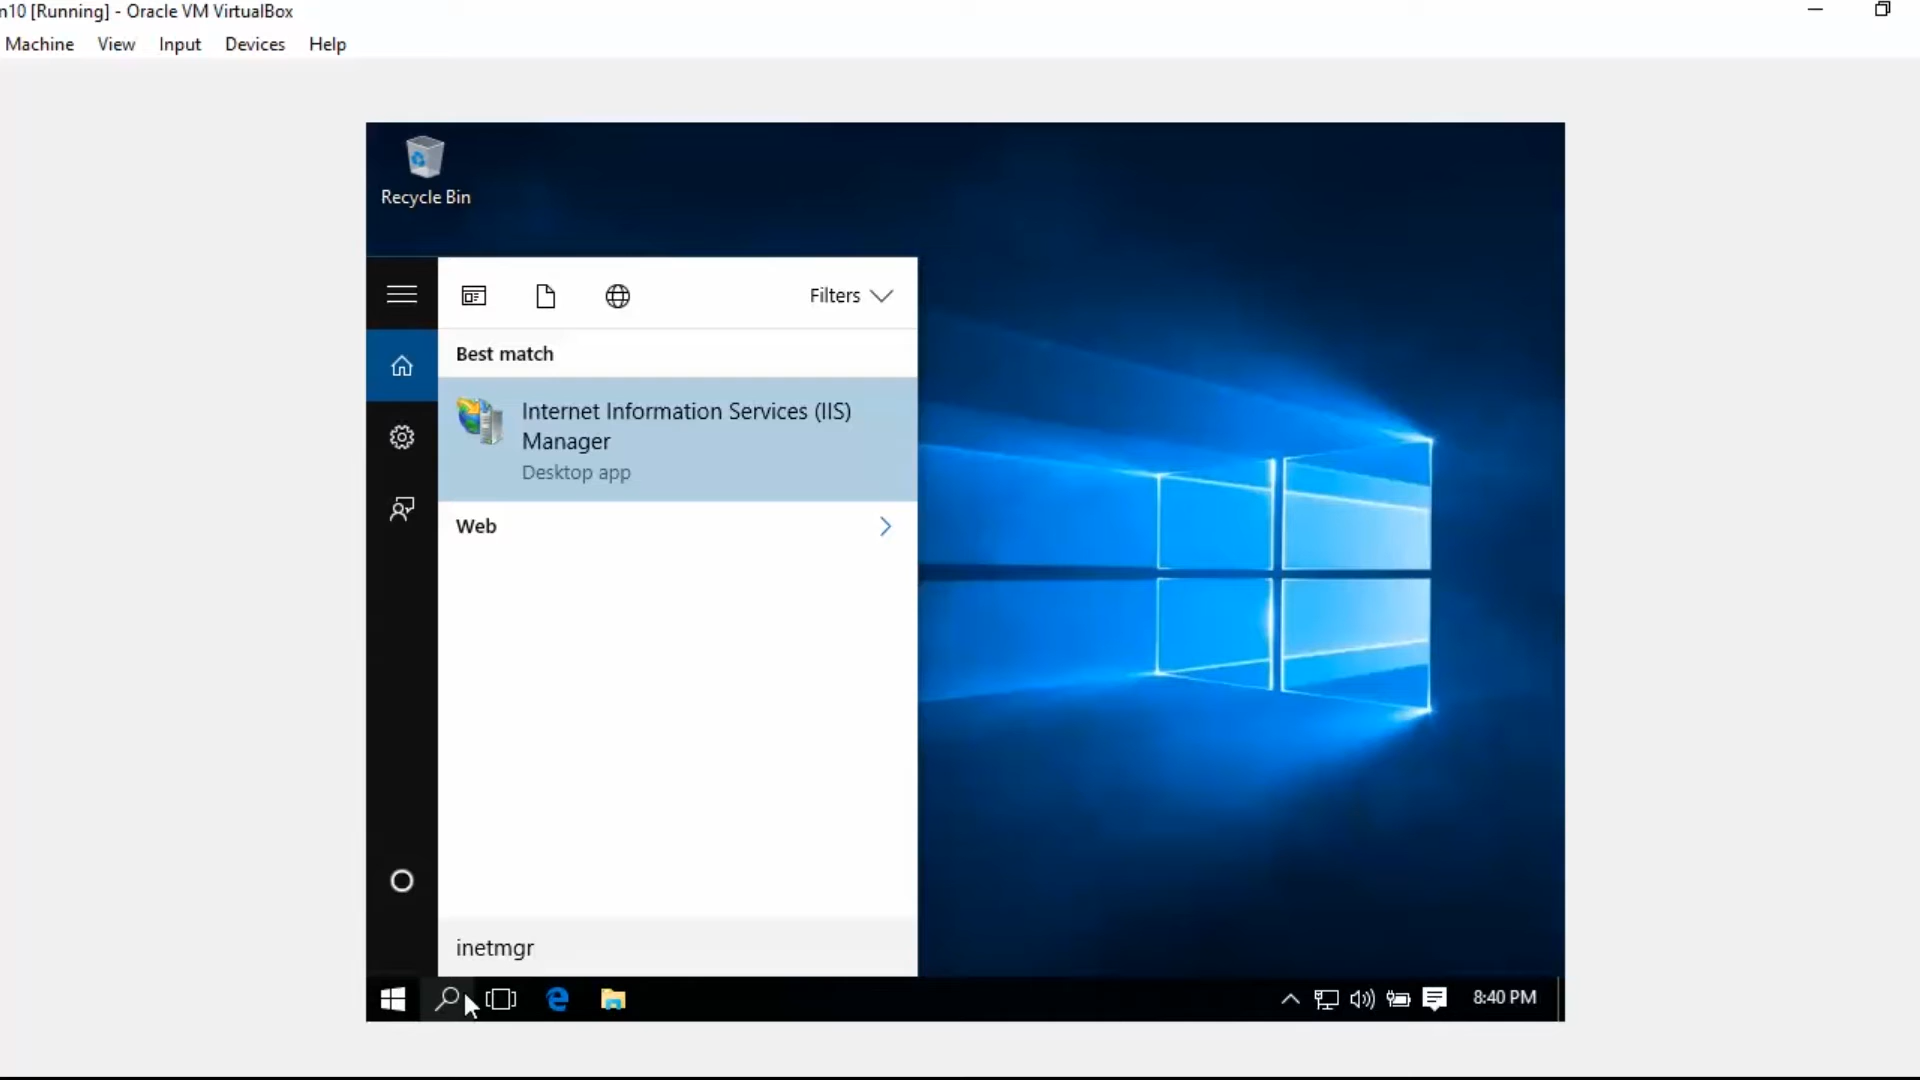 n10 [Running] - Oracle VM VirtualBox
Machine View Input Devices Help
Recycle Bin
Filters
Best match
Internet Information Services (IIS)
Manager
Desktop app
Web
inetmgr
8:40 PM